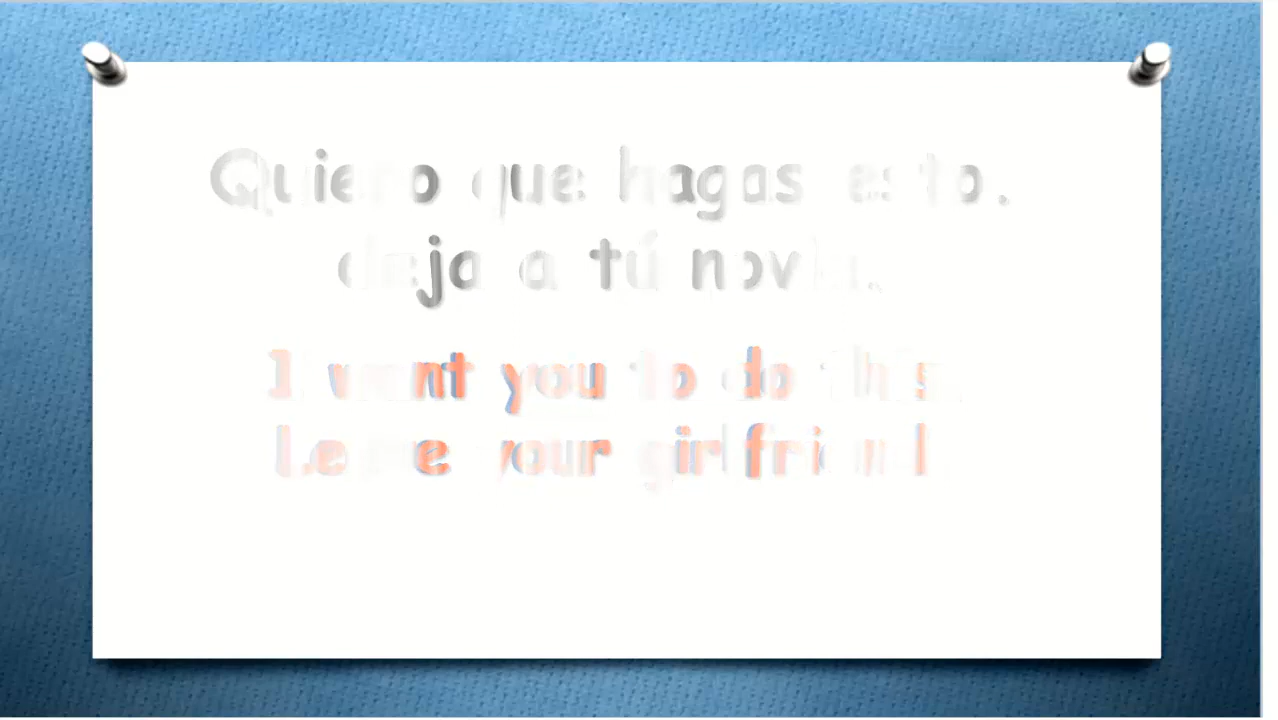 Quiero que hagas esto.
deja a tú novia.
I want you to do this.
Leave your girlfriend